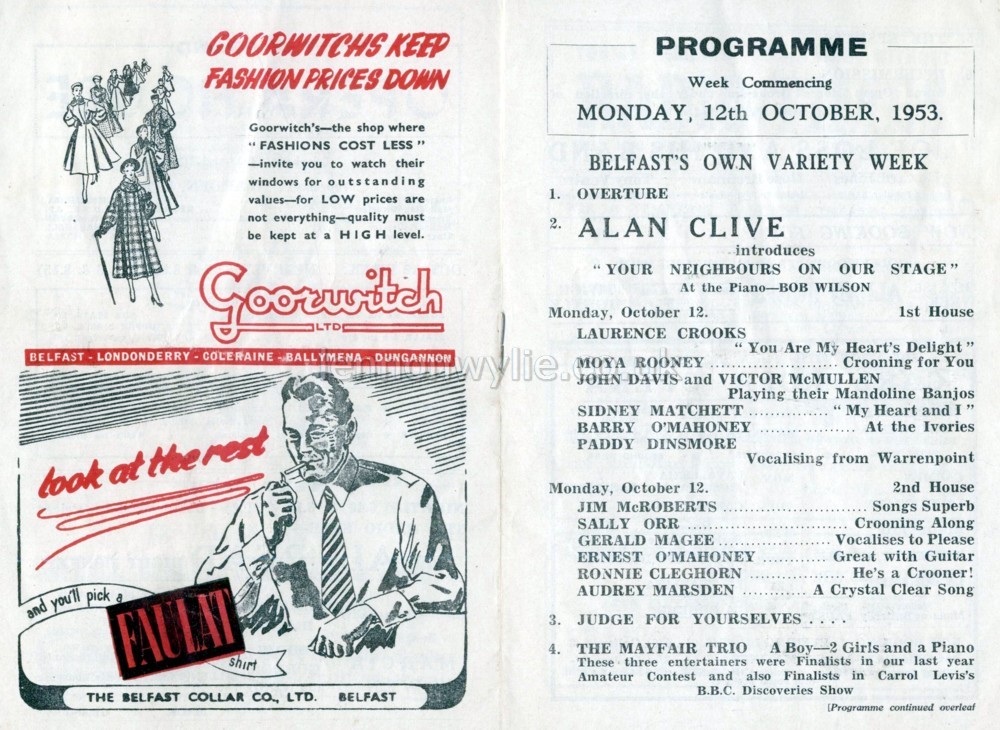 GOORWITCHS KEEP
FASHION PRICES DOWN
Goorwitch's—the shop where
"FASHIONS COST LESS"
—invite you to watch their
windows for outstanding
values—for LOW prices are
not everything—quality must
be kept at a HIGH level.
Goorwitch
LTD
BELFAST - LONDONDERRY - COLERAINE - BALLYMENA - DUNGANNON
look at the rest
and you'll pick a
FAULAT
shirt
THE BELFAST COLLAR CO., LTD. BELFAST
PROGRAMME
Week Commencing
MONDAY, 12th OCTOBER, 1953.
BELFAST'S OWN VARIETY WEEK
1. OVERTURE
2. ALAN CLIVE
introduces
"YOUR NEIGHBOURS ON OUR STAGE"
At the Piano—BOB WILSON
Monday, October 12. 1st House
LAURENCE CROOKS
"You Are My Heart's Delight"
MOYA ROONEY ..................... Crooning for You
JOHN DAVIS and VICTOR McMULLEN
Playing their Mandoline Banjos
SIDNEY MATCHETT ............. "My Heart and I"
BARRY O'MAHONEY ............... At the Ivories
PADDY DINSMORE
Vocalising from Warrenpoint
Monday, October 12. 2nd House
JIM McROBERTS ....................... Songs Superb
SALLY ORR ............................ Crooning Along
GERALD MAGEE ..................... Vocalises to Please
ERNEST O'MAHONEY ............ Great with Guitar
RONNIE CLEGHORN ............... He's a Crooner!
AUDREY MARSDEN ........... A Crystal Clear Song
3. JUDGE FOR YOURSELVES . . . .
4. THE MAYFAIR TRIO A Boy—2 Girls and a Piano
These three entertainers were Finalists in our last year
Amateur Contest and also Finalists in Carrol Levis's
B.B.C. Discoveries Show
[Programme continued overleaf